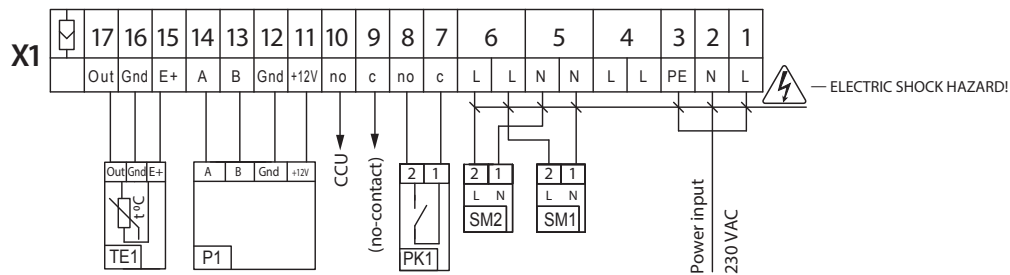 X1
17 16 15 14 13 12 11 10 9 8 7 6 5 4 3 2 1
Out Gnd E+ A B Gnd +12V no c no c L L N N L L PE N L
ELECTRIC SHOCK HAZARD!
Out Gnd E+
t°C
TE1
A B Gnd +12V
P1
CCU
(no-contact)
2 1
PK1
2 1
L N
SM2
2 1
L N
SM1
Power input
230 VAC